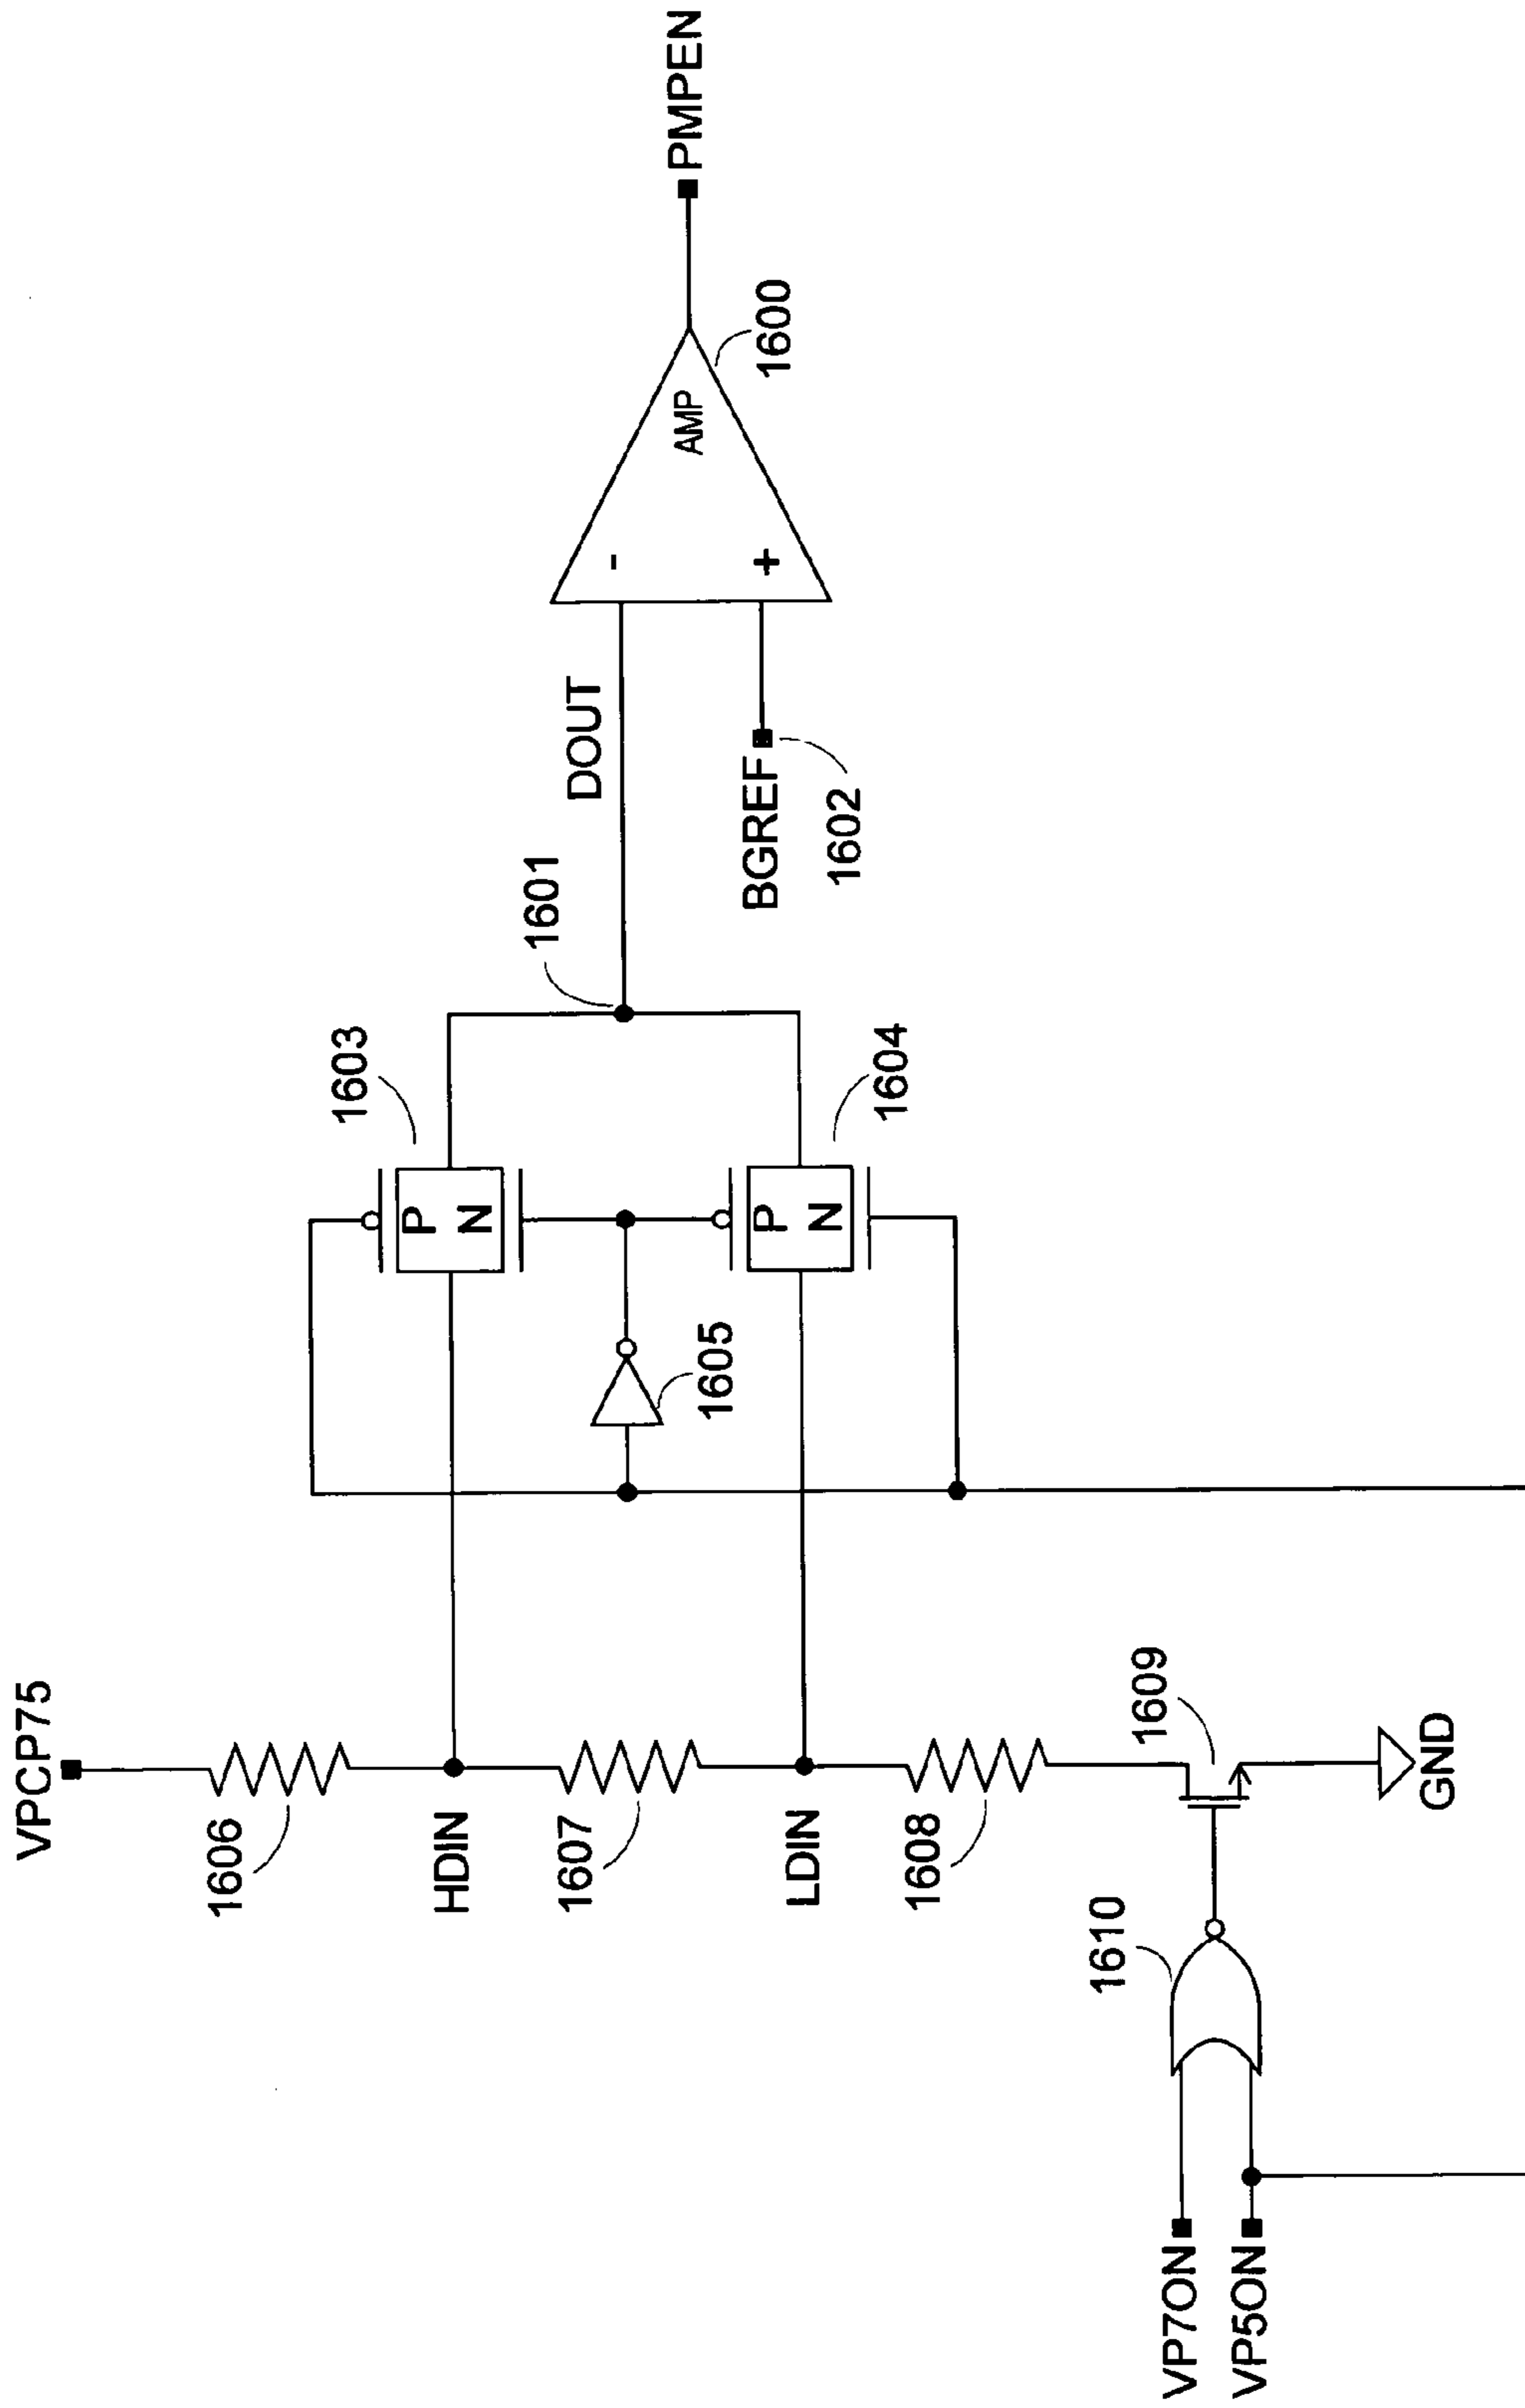 VPCP75
1606
HDIN
1607
LDIN
1608
1609
GND
1610
VP7ON
VP5ON
1603
P
N
1605
1604
P
N
1601
DOUT
BGREF
1602
-
+
AMP
1600
PMPEN